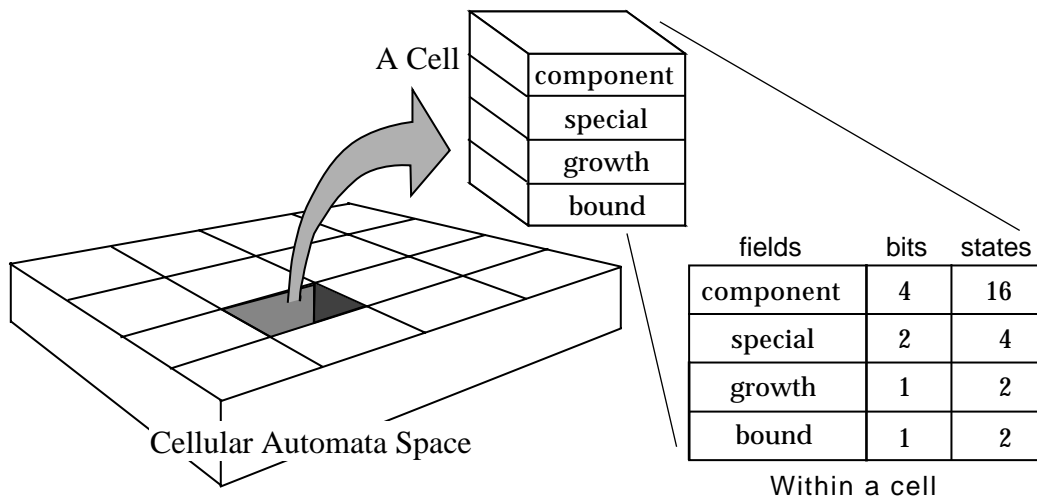 A Cell
component
special
growth
bound
fields bits states
component 4 16
special 2 4
growth 1 2
bound 1 2
Within a cell
Cellular Automata Space